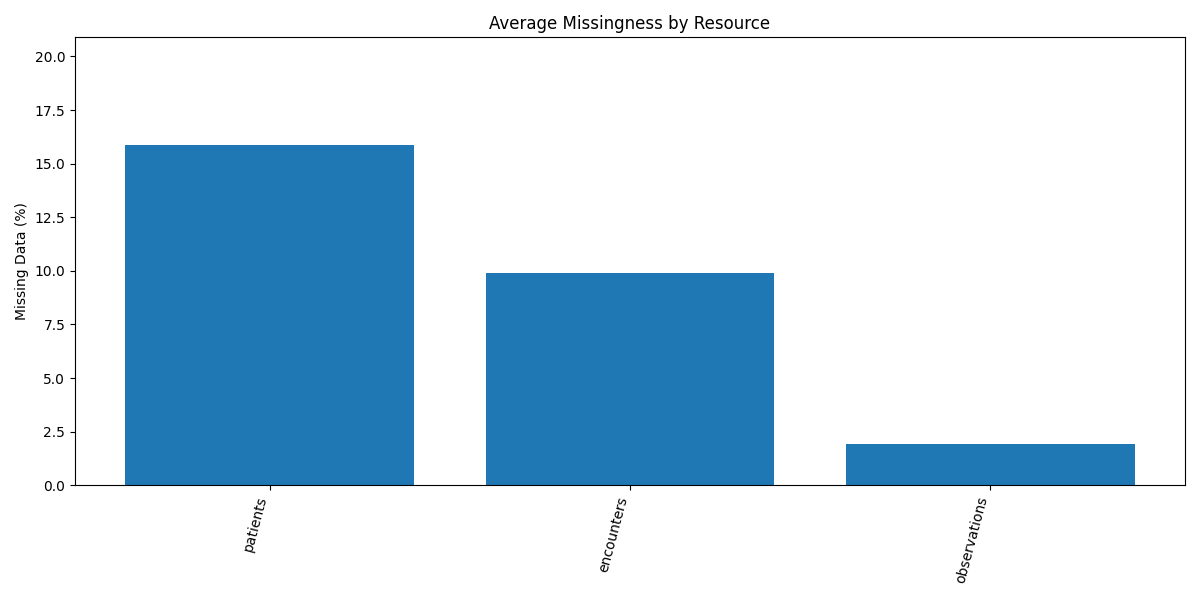 Average Missingness by Resource
Missing Data (%)
20.0
17.5
15.0
12.5
10.0
7.5
5.0
2.5
0.0
patients
encounters
observations